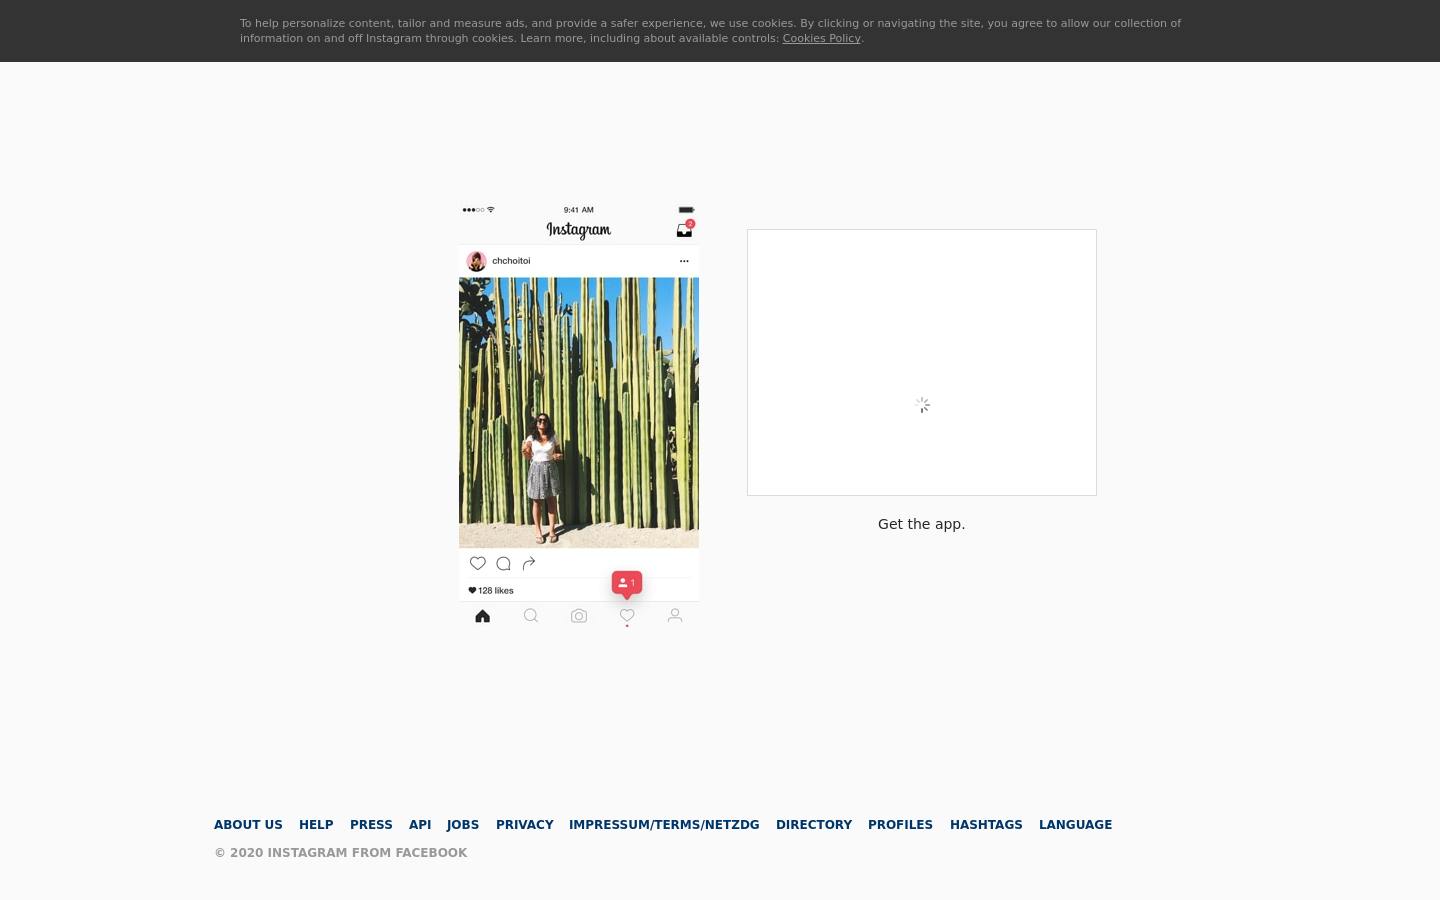 To help personalize content, tailor and measure ads, and provide a safer experience, we use cookies. By clicking or navigating the site, you agree to allow our collection of
information on and off Instagram through cookies. Learn more, including about available controls: Cookies Policy.
9:41 AM
Instagram
2
chchoitoi
1
128 likes
Get the app.
ABOUT US HELP PRESS API JOBS PRIVACY IMPRESSUM/TERMS/NETZDG DIRECTORY PROFILES HASHTAGS LANGUAGE
© 2020 INSTAGRAM FROM FACEBOOK